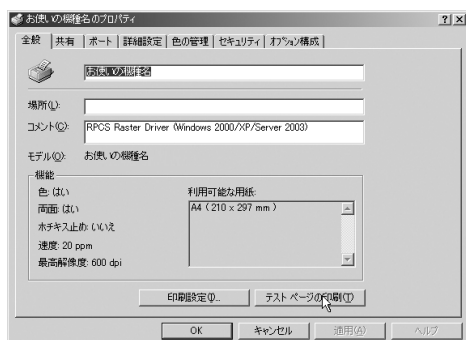 お使いの機種名のプロパティ
全般 共有 ポート 詳細設定 色の管理 セキュリティ オプション構成
お使いの機種名
場所(L):
コメント(C): RPCS Raster Driver (Windows 2000/XP/Server 2003)
モデル(O): お使いの機種名
機能
色: はい 利用可能な用紙:
両面: はい A4 (210 x 297 mm)
ホチキス止め: いいえ
速度: 20 ppm
最高解像度: 600 dpi
印刷設定(I)... テスト ページの印刷(T)
OK キャンセル 適用(A) ヘルプ